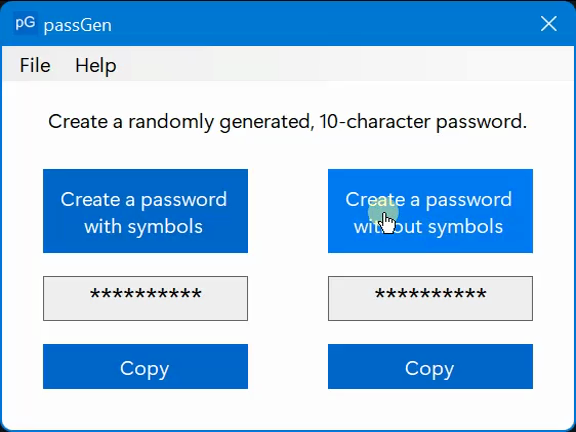 pG passGen
File Help
Create a randomly generated, 10-character password.
Create a password
with symbols
Create a password
without symbols
********** **********
Copy Copy